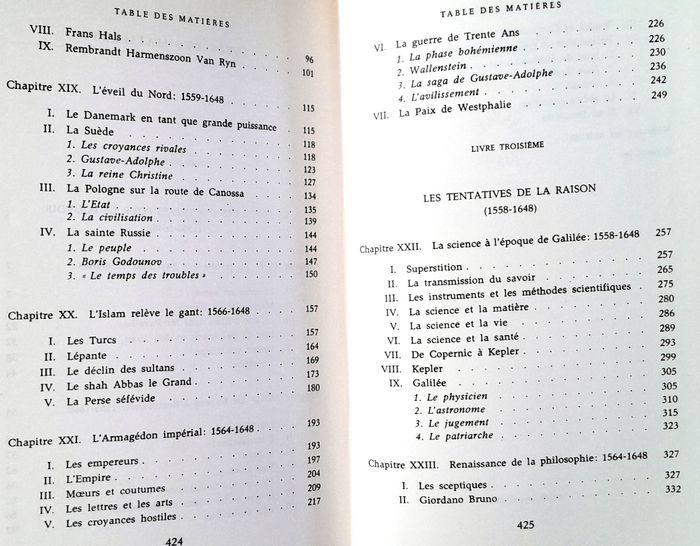 TABLE DES MATIÈRES
VIII. Frans Hals . . . . . 96
IX. Rembrandt Harmenszoon Van Ryn . . . . . 101
Chapitre XIX. L'éveil du Nord: 1559-1648 . . . . . 115
I. Le Danemark en tant que grande puissance . 115
II. La Suède . . . . . 118
1. Les croyances rivales . . . . . 118
2. Gustave-Adolphe . . . . . 123
3. La reine Christine . . . . . 127
III. La Pologne sur la route de Canossa . . . . . 134
1. L'Etat . . . . . 135
2. La civilisation . . . . . 139
IV. La sainte Russie . . . . . 144
1. Le peuple . . . . . 144
2. Boris Godounov . . . . . 147
3. « Le temps des troubles » . . . . . 150
Chapitre XX. L'Islam relève le gant: 1566-1648 . . . . . 157
I. Les Turcs . . . . . 157
II. Lépante . . . . . 164
III. Le déclin des sultans . . . . . 169
IV. Le shah Abbas le Grand . . . . . 173
V. La Perse séfévide . . . . . 180
Chapitre XXI. L'Armagédon impérial: 1564-1648 . . . . . 193
I. Les empereurs . . . . . 193
II. L'Empire . . . . . 197
III. Mœurs et coutumes . . . . . 204
IV. Les lettres et les arts . . . . . 209
V. Les croyances hostiles . . . . . 217
424
TABLE DES MATIÈRES
VI. La guerre de Trente Ans . . . . . 226
1. La phase bohémienne . . . . . 226
2. Wallenstein . . . . . 230
3. La saga de Gustave-Adolphe . . . . . 236
4. L'avilissement . . . . . 242
VII. La Paix de Westphalie . . . . . 249
LIVRE TROISIÈME
LES TENTATIVES DE LA RAISON
(1558-1648)
Chapitre XXII. La science à l'époque de Galilée: 1558-1648 257
I. Superstition . . . . . 257
II. La transmission du savoir . . . . . 265
III. Les instruments et les méthodes scientifiques . 275
IV. La science et la matière . . . . . 280
V. La science et la vie . . . . . 286
VI. La science et la santé . . . . . 289
VII. De Copernic à Kepler . . . . . 293
VIII. Kepler . . . . . 299
IX. Galilée . . . . . 305
1. Le physicien . . . . . 305
2. L'astronome . . . . . 310
3. Le jugement . . . . . 315
4. Le patriarche . . . . . 323
Chapitre XXIII. Renaissance de la philosophie: 1564-1648 327
I. Les sceptiques . . . . . 327
II. Giordano Bruno . . . . . 332
425